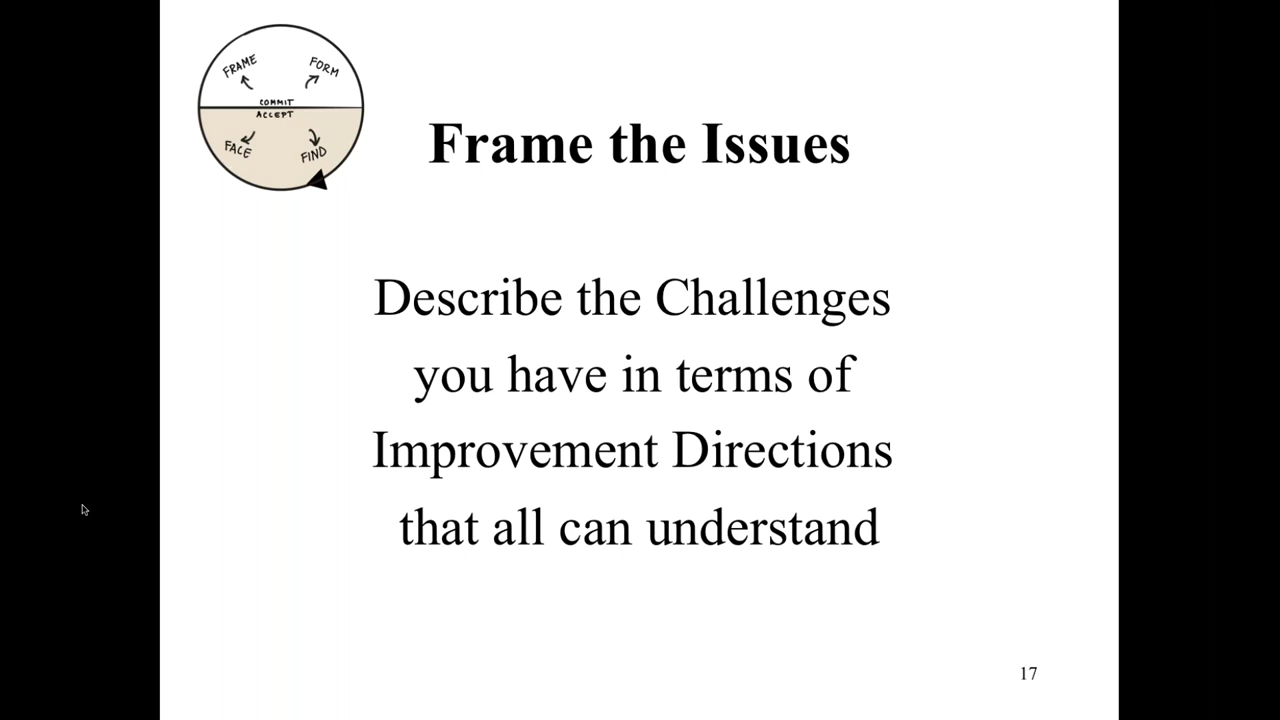 FRAME
FORM
COMMIT
ACCEPT
FACE
FIND
Frame the Issues
Describe the Challenges
you have in terms of
Improvement Directions
that all can understand
17